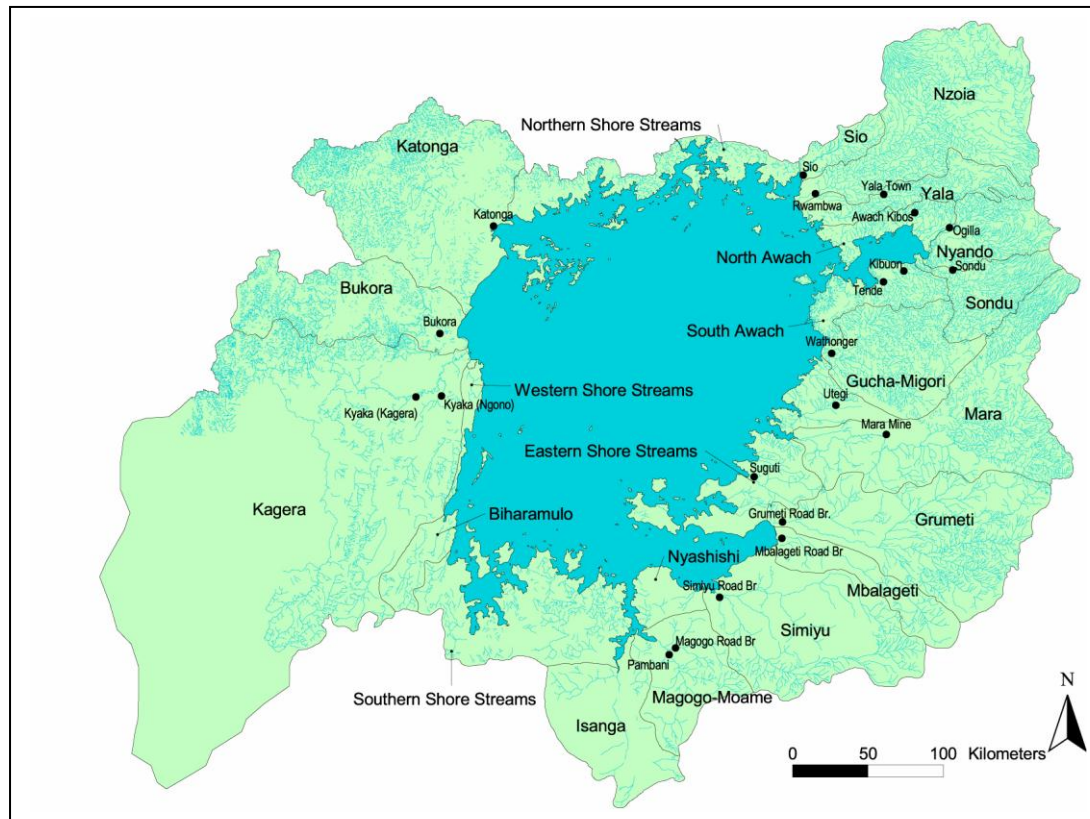 Nzoia
Northern Shore Streams
Sio
Katonga
Sio
Yala Town
Yala
Rwambwa
Awach Kibos
Katonga
Ogilla
North Awach
Nyando
Kibuon
Sondu
Bukora
Tende
Sondu
Bukora
South Awach
Wathonger
Western Shore Streams
Gucha-Migori
Kyaka (Kagera)
Kyaka (Ngono)
Utegi
Mara
Mara Mine
Eastern Shore Streams
Suguti
Kagera
Biharamulo
Grumeti Road Br.
Grumeti
Mbalageti Road Br
Nyashishi
Simiyu Road Br
Mbalageti
Simiyu
Magogo Road Br
Pambani
Southern Shore Streams
Magogo-Moame
Isanga
N
0 50 100 Kilometers